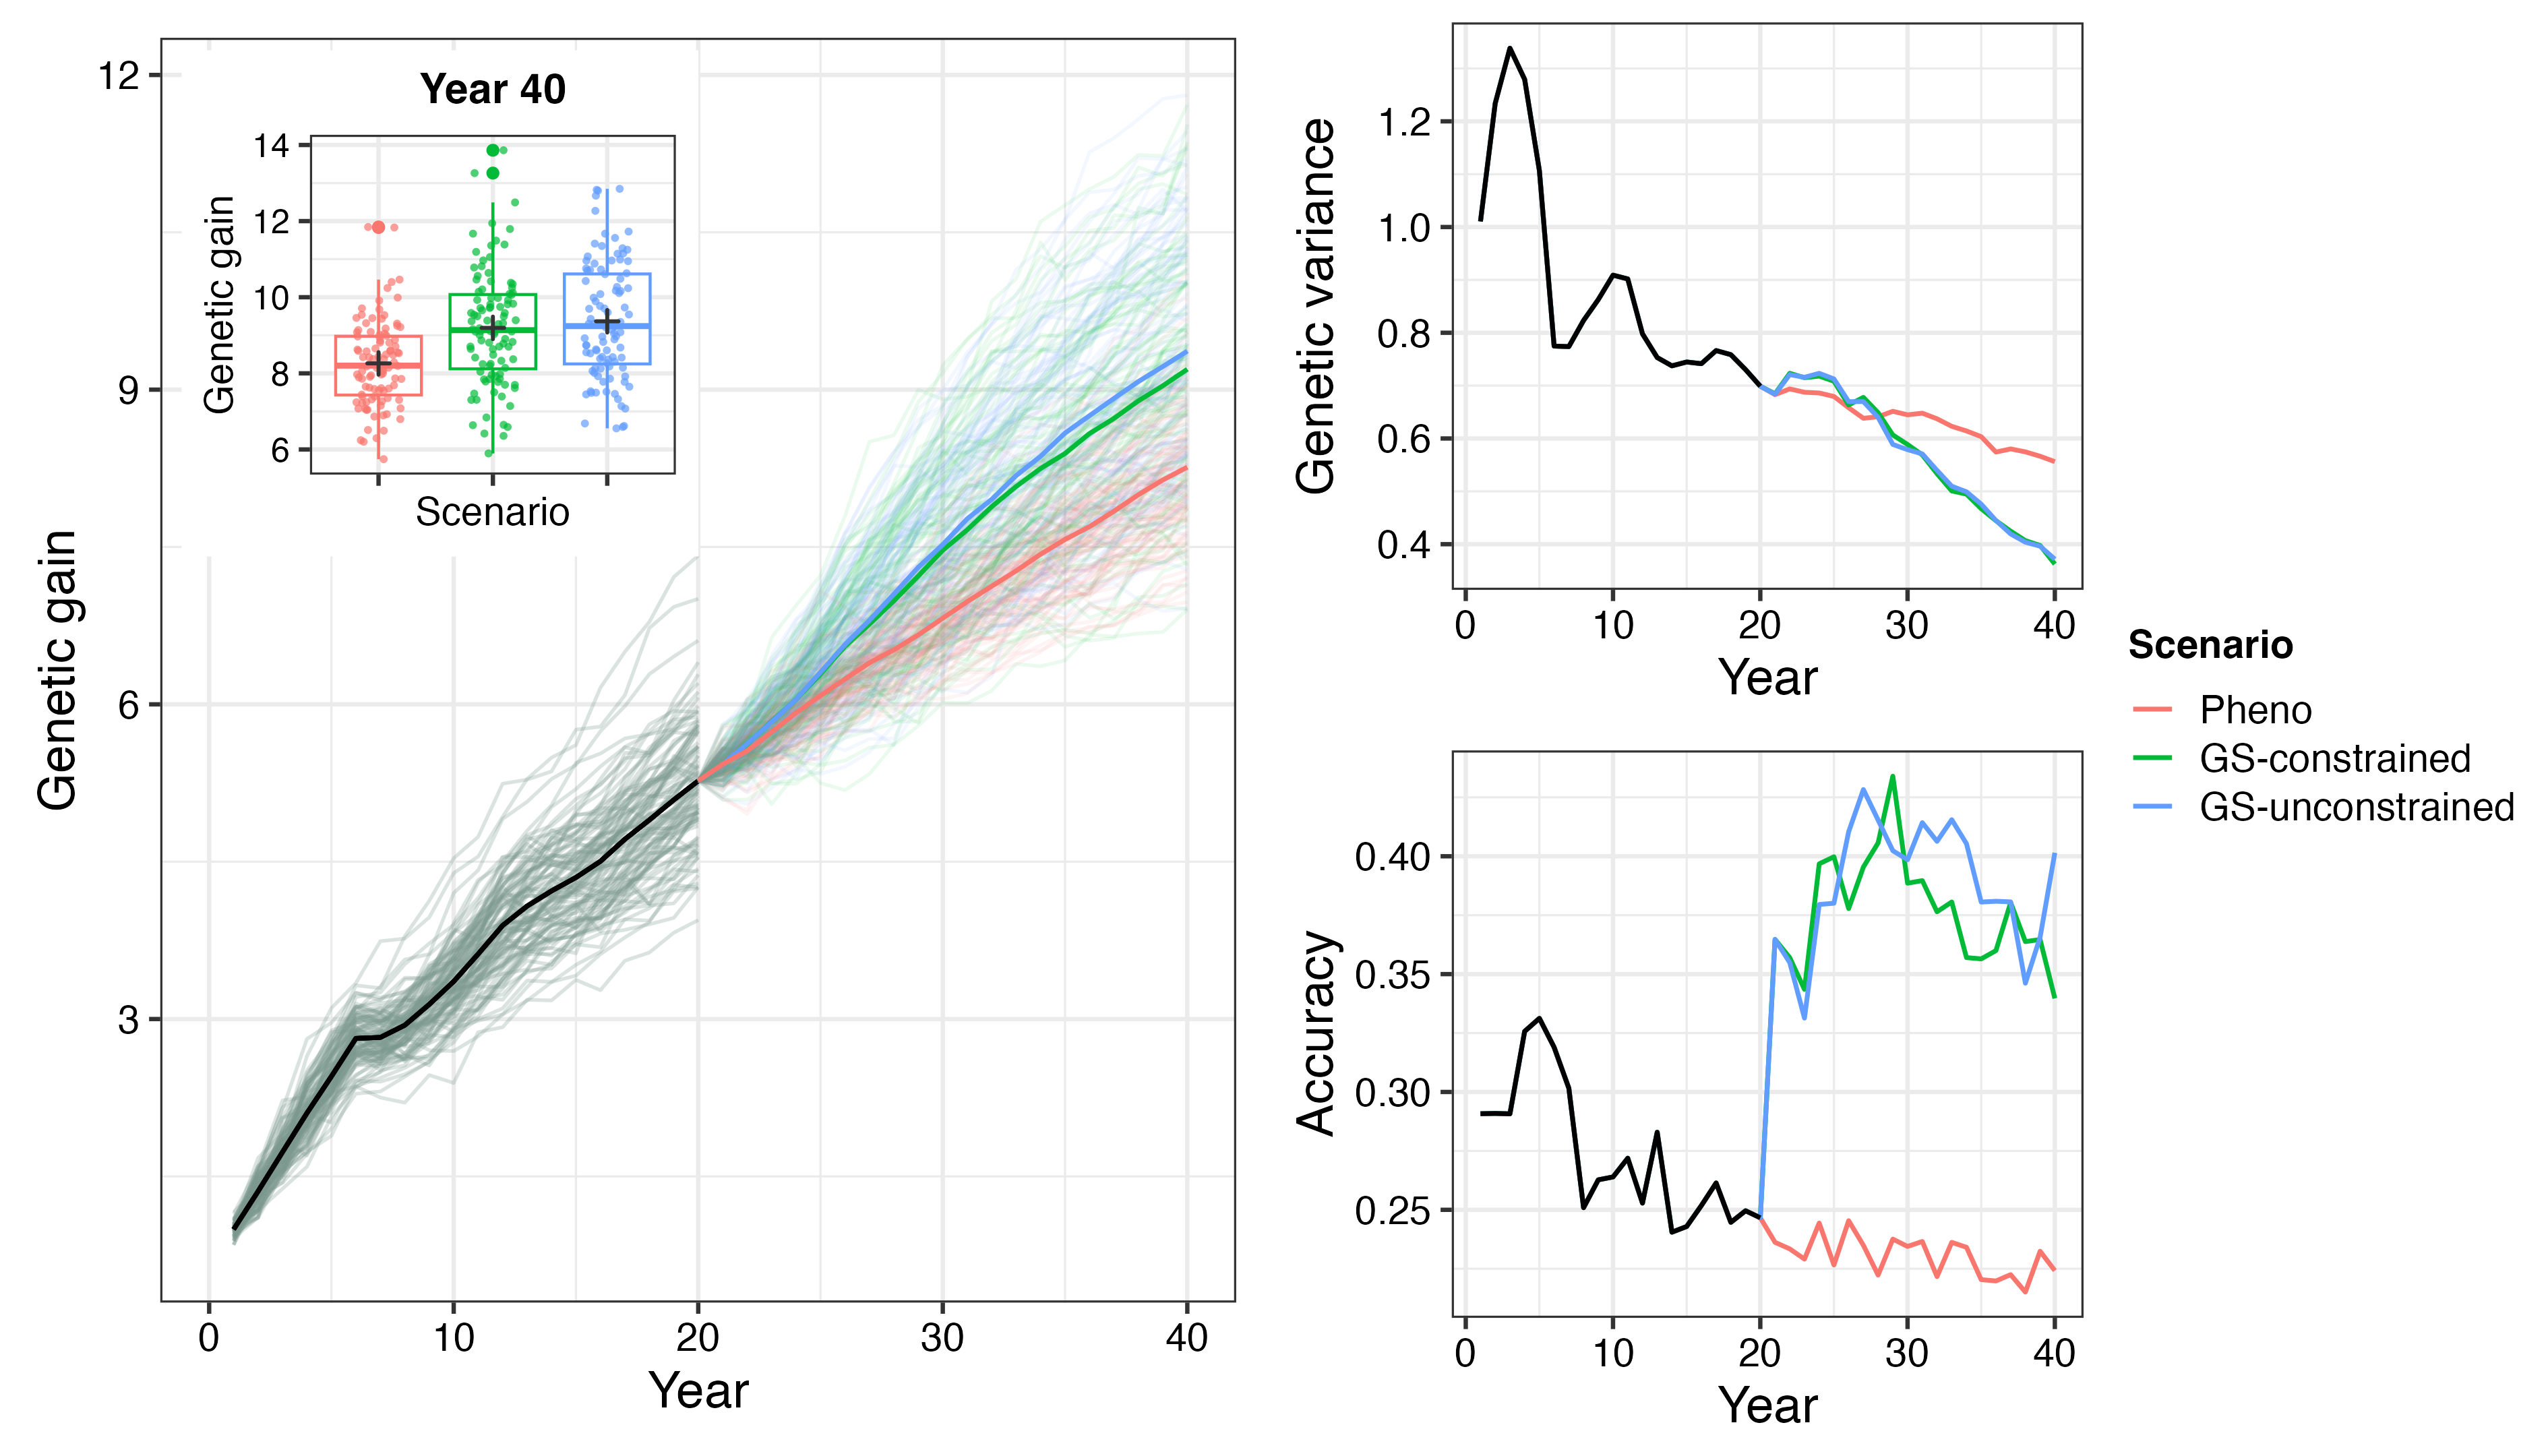 12
9
6
3
Genetic gain
0
10
20
30
40
Year
Year 40
14
12
10
8
6
Genetic gain
Scenario
1.2
1.0
0.8
0.6
0.4
Genetic variance
0
10
20
30
40
Year
0.40
0.35
0.30
0.25
Accuracy
0
10
20
30
40
Year
Scenario
Pheno
GS-constrained
GS-unconstrained